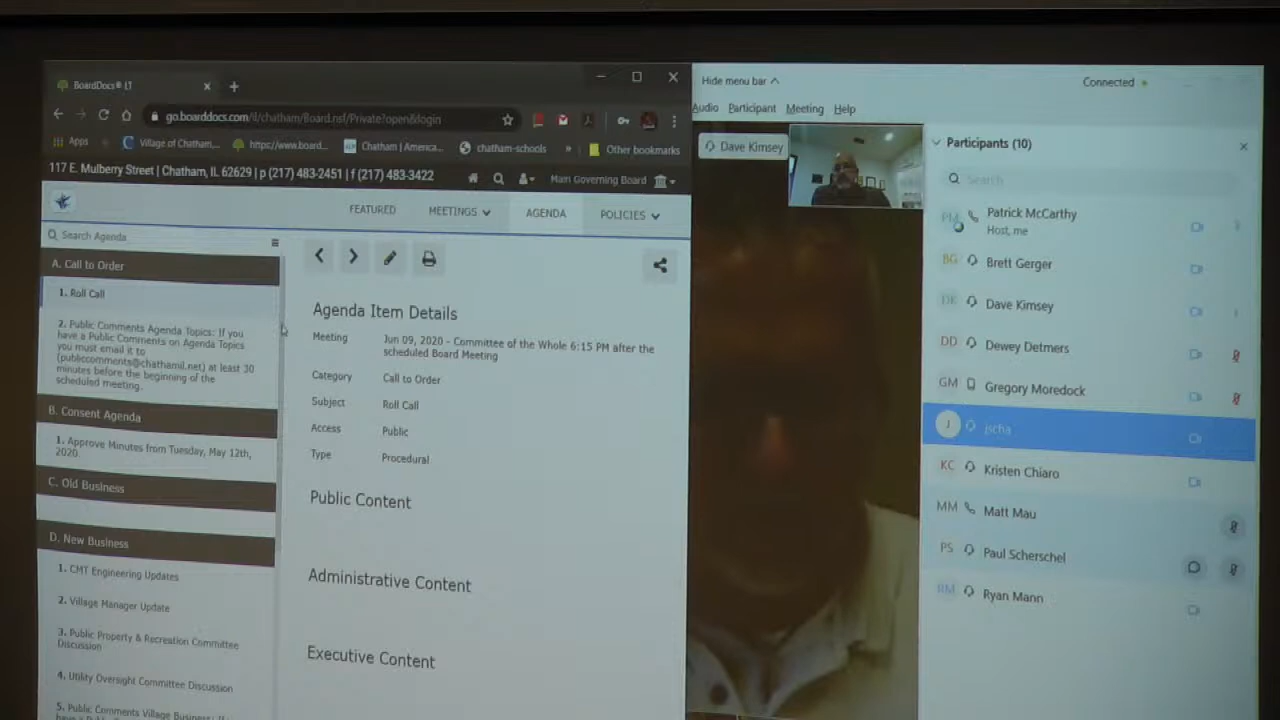 BoardDocs® LT
go.boarddocs.com/il/chatham/Board.nsf/Private?open&login
Apps
Village of Chatham,...
https://www.board...
Chatham | America...
chatham-schools
»
Other bookmarks
117 E. Mulberry Street | Chatham, IL 62629 | p (217) 483-2451 | f (217) 483-3422
Main Governing Board
FEATURED
MEETINGS
AGENDA
POLICIES
Search Agenda
A. Call to Order
1. Roll Call
2. Public Comments Agenda Topics: If you
have a Public Comments on Agenda Topics
you must email it to
(publiccomments@chathamil.net) at least 30
minutes before the beginning of the
scheduled meeting.
B. Consent Agenda
1. Approve Minutes from Tuesday, May 12th,
2020.
C. Old Business
D. New Business
1. CMT Engineering Updates
2. Village Manager Update
3. Public Property & Recreation Committee
Discussion
4. Utility Oversight Committee Discussion
5. Public Comments Village Business: If
Agenda Item Details
Meeting
Jun 09, 2020 - Committee of the Whole 6:15 PM after the
scheduled Board Meeting
Category
Call to Order
Subject
Roll Call
Access
Public
Type
Procedural
Public Content
Administrative Content
Executive Content
Hide menu bar
Connected
Audio
Participant
Meeting
Help
Dave Kimsey
Participants (10)
Search
PM
Patrick McCarthy
Host, me
BG
Brett Gerger
DK
Dave Kimsey
DD
Dewey Detmers
GM
Gregory Moredock
J
jscha
KC
Kristen Chiaro
MM
Matt Mau
PS
Paul Scherschel
RM
Ryan Mann